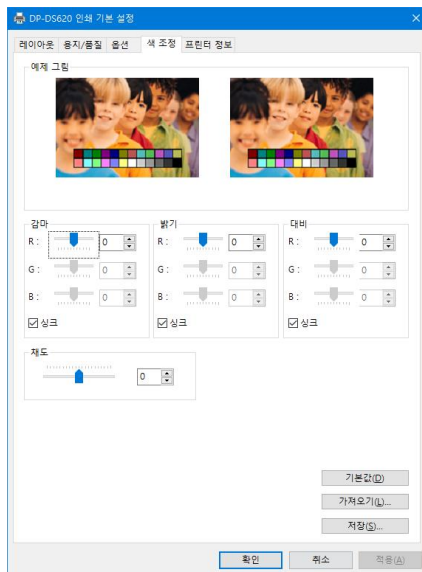 DP-DS620 인쇄 기본 설정
레이아웃 용지/품질 옵션 색 조정 프린터 정보
예제 그림
감마 밝기 대비
R : 0 R : 0 R : 0
G : 0 G : 0 G : 0
B : 0 B : 0 B : 0
싱크 싱크 싱크
채도
0
기본값(D)
가져오기(L)...
저장(S)...
확인 취소 적용(A)